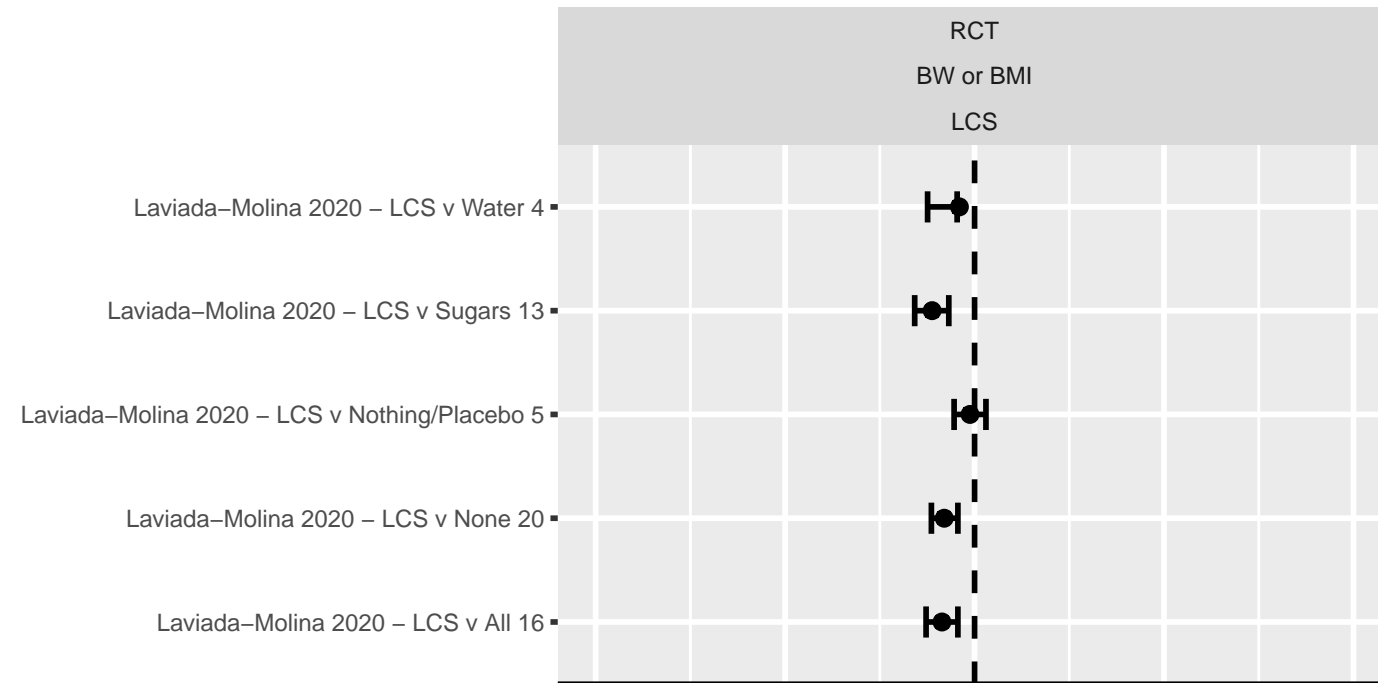 RCT
BW or BMI
LCS
Laviada−Molina 2020 − LCS v Water 4
Laviada−Molina 2020 − LCS v Sugars 13
Laviada−Molina 2020 − LCS v Nothing/Placebo 5
Laviada−Molina 2020 − LCS v None 20
Laviada−Molina 2020 − LCS v All 16